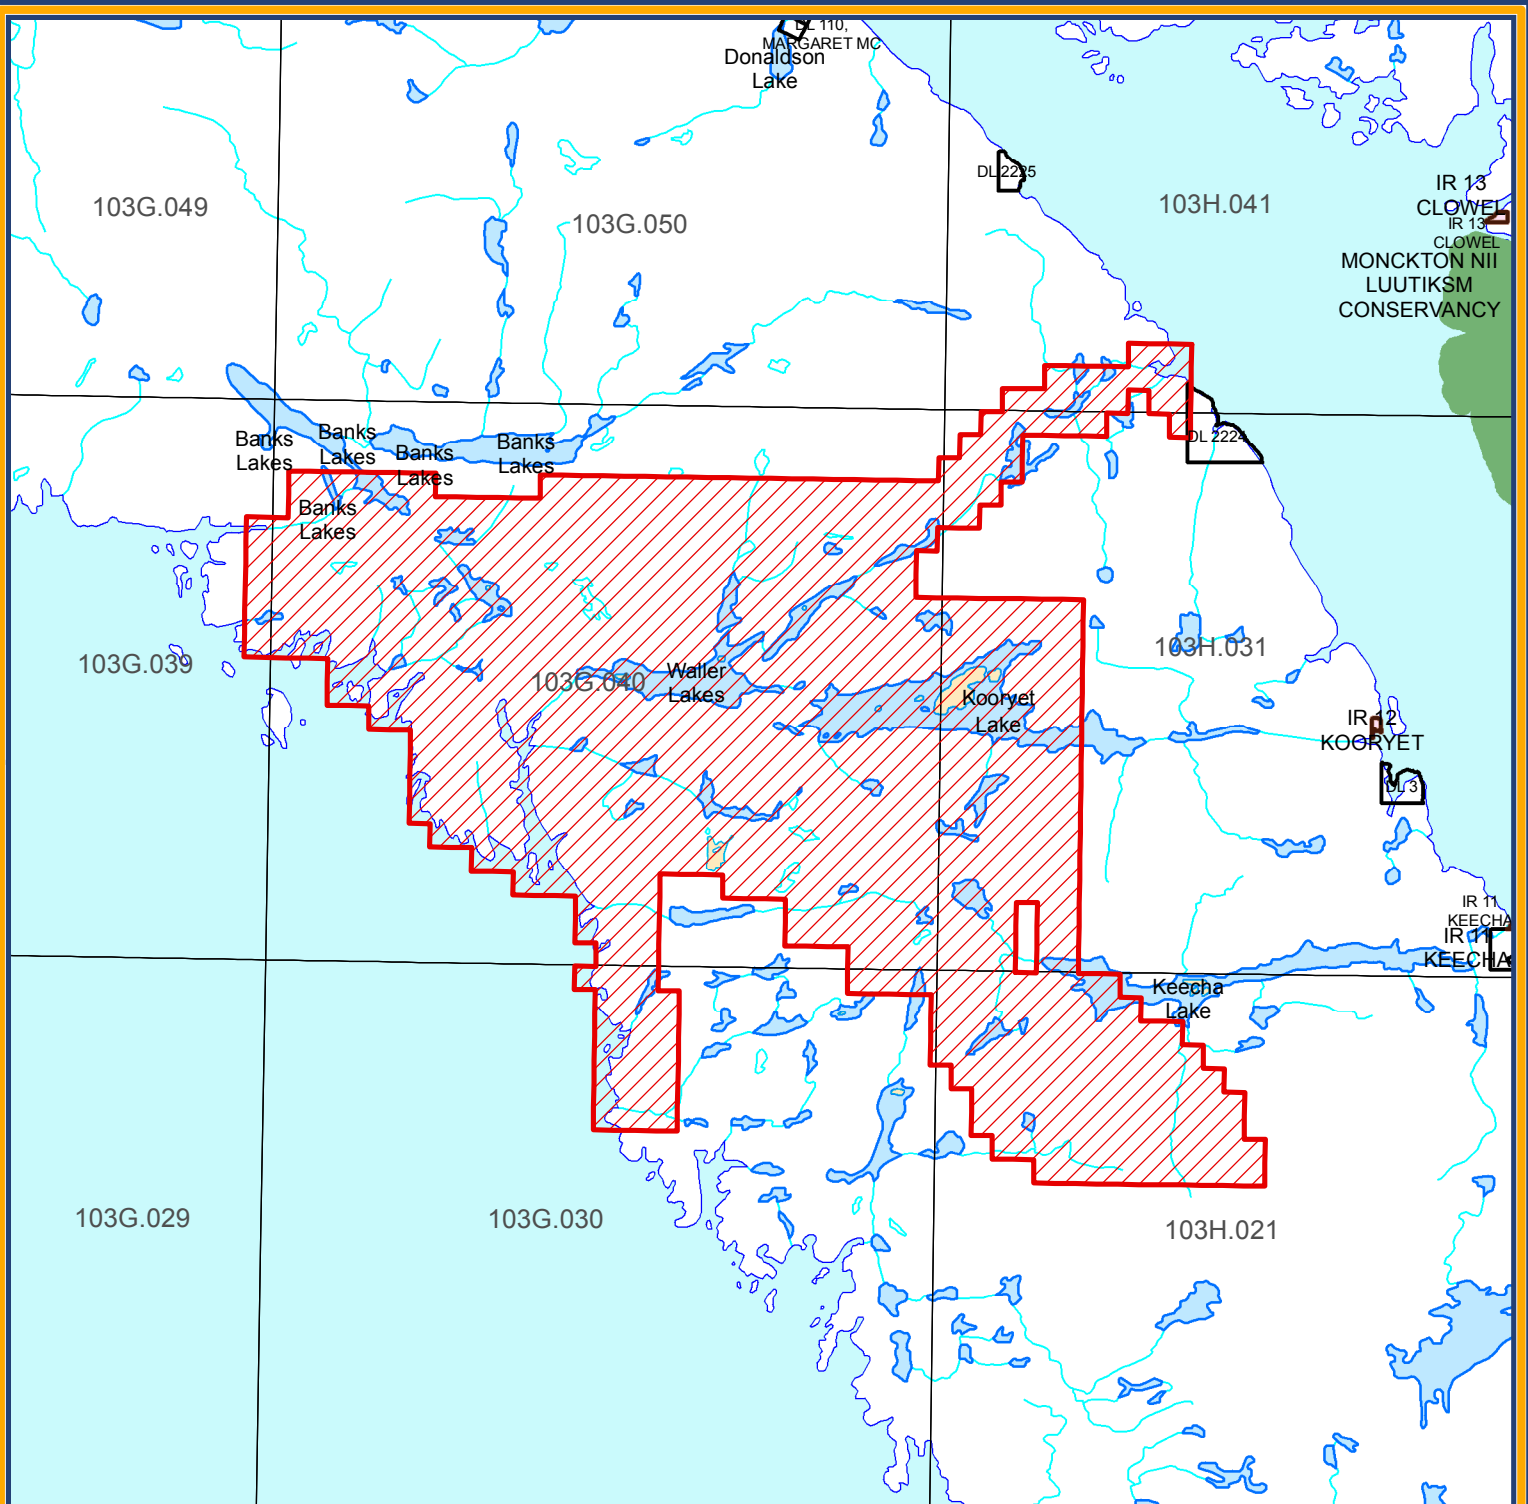 DL 110,
MARGARET MC
Donaldson
Lake
DL 2225
IR 13
CLOWEL
IR 13
CLOWEL
103G.049
103G.050
103H.041
MONCKTON NII
LUUTIKSM
CONSERVANCY
Banks
Lakes
Banks
Lakes
Banks
Lakes
Banks
Lakes
Banks
Lakes
DL 2224
103G.039
103G.040
Waller
Lakes
103H.031
Kooryet
Lake
IR 12
KOORYET
DL 3
IR 11
KEECHA
IR 11
KEECHA
Keecha
Lake
103G.029
103G.030
103H.021